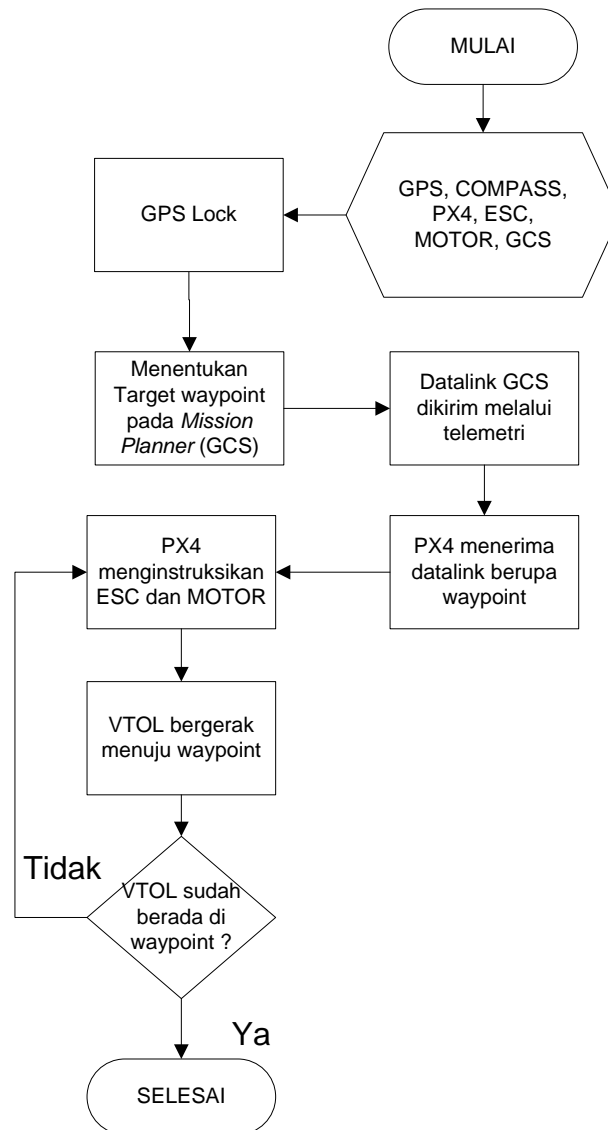 MULAI
GPS, COMPASS,
PX4, ESC,
MOTOR, GCS
GPS Lock
Menentukan
Target waypoint
pada Mission
Planner (GCS)
Datalink GCS
dikirim melalui
telemetri
PX4 menerima
datalink berupa
waypoint
PX4
menginstruksikan
ESC dan MOTOR
VTOL bergerak
menuju waypoint
VTOL sudah
berada di
waypoint ?
Tidak
Ya
SELESAI